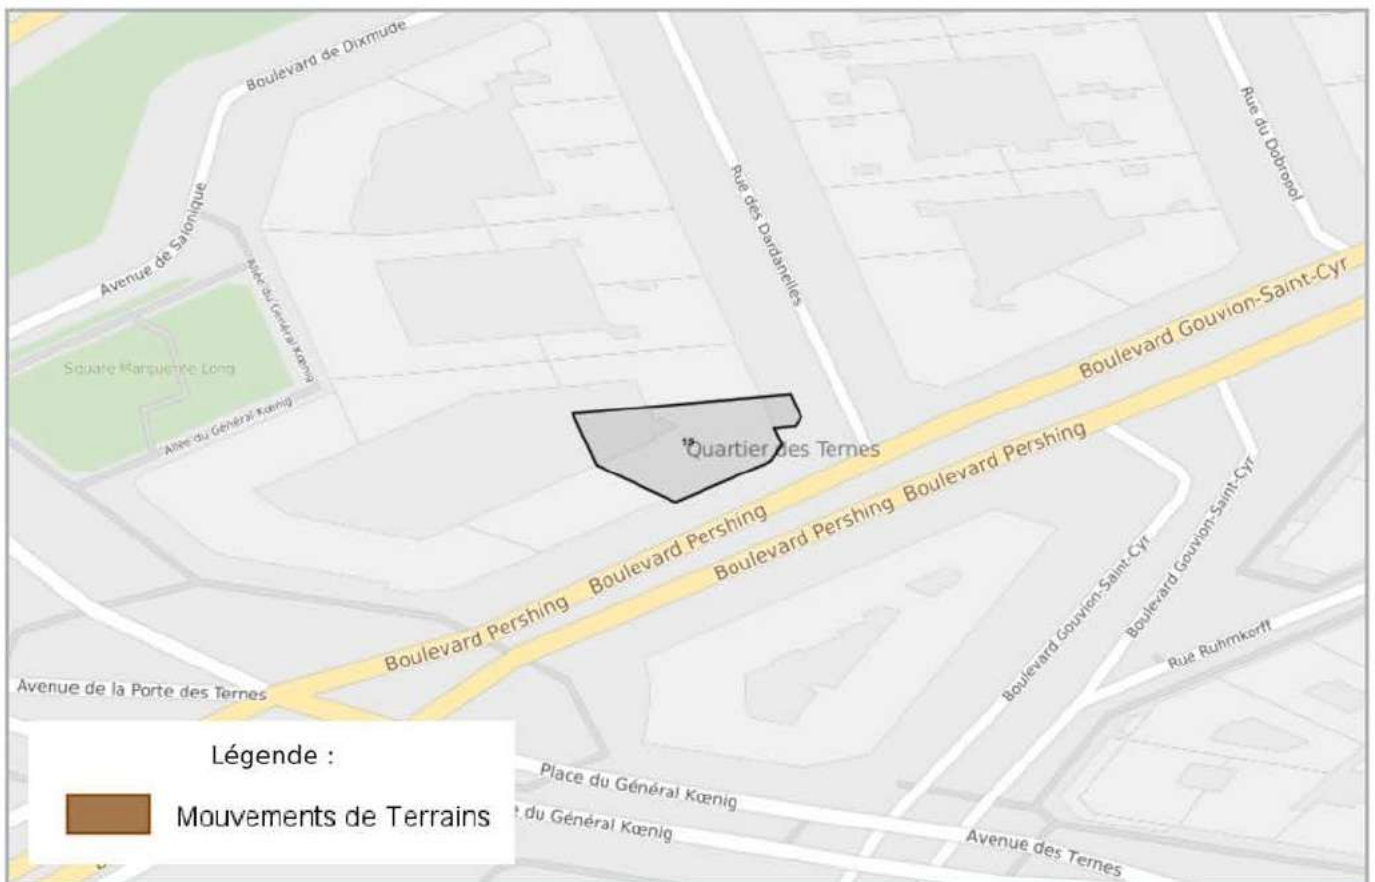 Boulevard de Dixmude
Rue des Dardanelles
Rue du Dobropol
Avenue de Salonique
Allée du Général Kœnig
Boulevard Gouvion-Saint-Cyr
Square Marguerite Long
Allée du Général Kœnig
Quartier des Ternes
Boulevard Pershing
Boulevard Pershing
Boulevard Pershing
Boulevard Pershing
Boulevard Gouvion-Saint-Cyr
Boulevard Gouvion-Saint-Cyr
Rue Ruhmkorff
Avenue de la Porte des Ternes
Légende :
Mouvements de Terrains
Place du Général Kœnig
du Général Kœnig
Avenue des Ternes